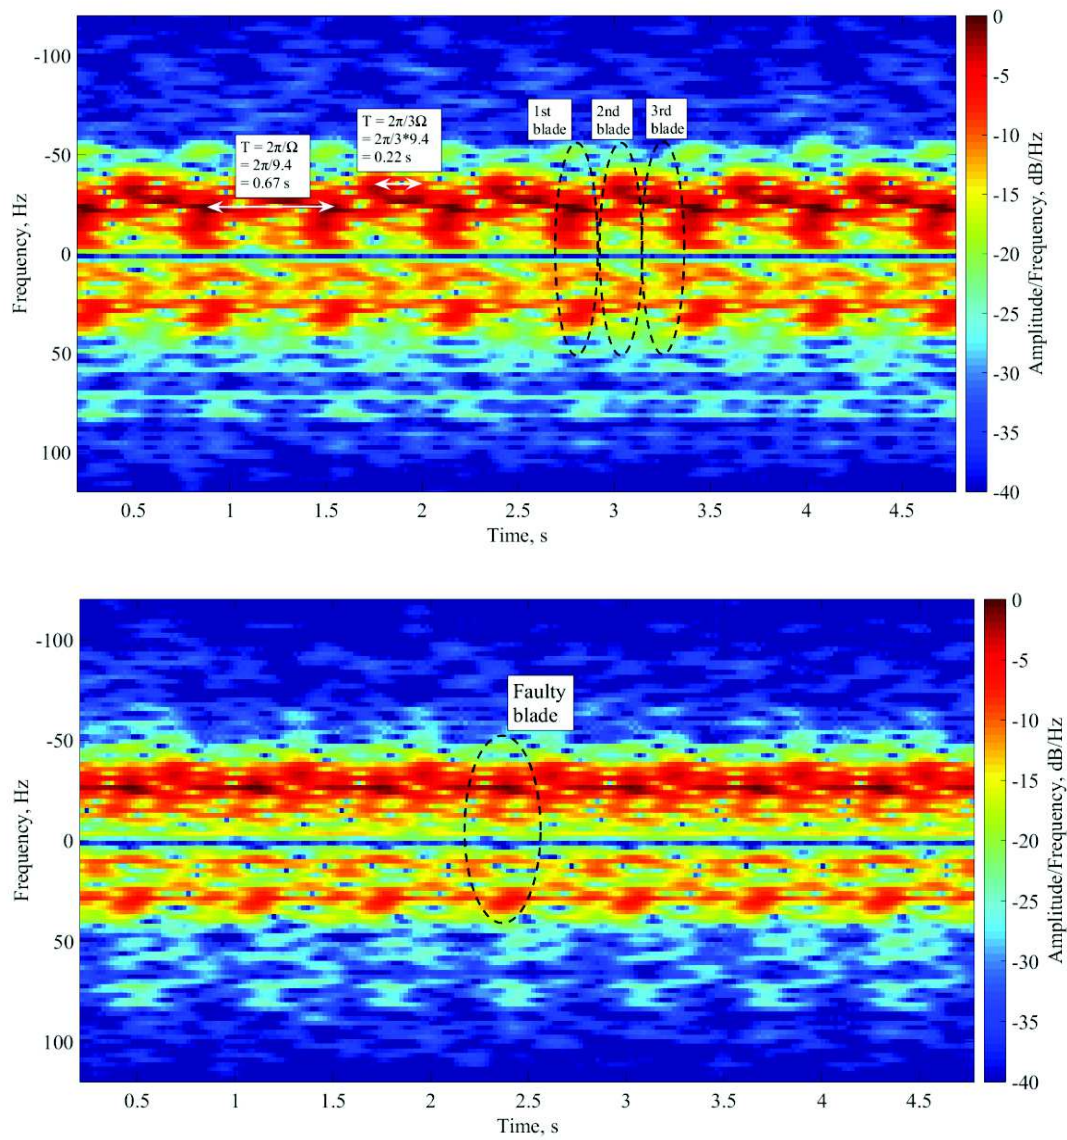 -100
-50
0
50
100
Frequency, Hz
0.5 1 1.5 2 2.5 3 3.5 4 4.5
Time, s
T = 2π/Ω
= 2π/9.4
= 0.67 s
T = 2π/3Ω
= 2π/3*9.4
= 0.22 s
1st
blade
2nd
blade
3rd
blade
0
-5
-10
-15
-20
-25
-30
-35
-40
Amplitude/Frequency, dB/Hz
-100
-50
0
50
100
Frequency, Hz
0.5 1 1.5 2 2.5 3 3.5 4 4.5
Time, s
Faulty
blade
0
-5
-10
-15
-20
-25
-30
-35
-40
Amplitude/Frequency, dB/Hz